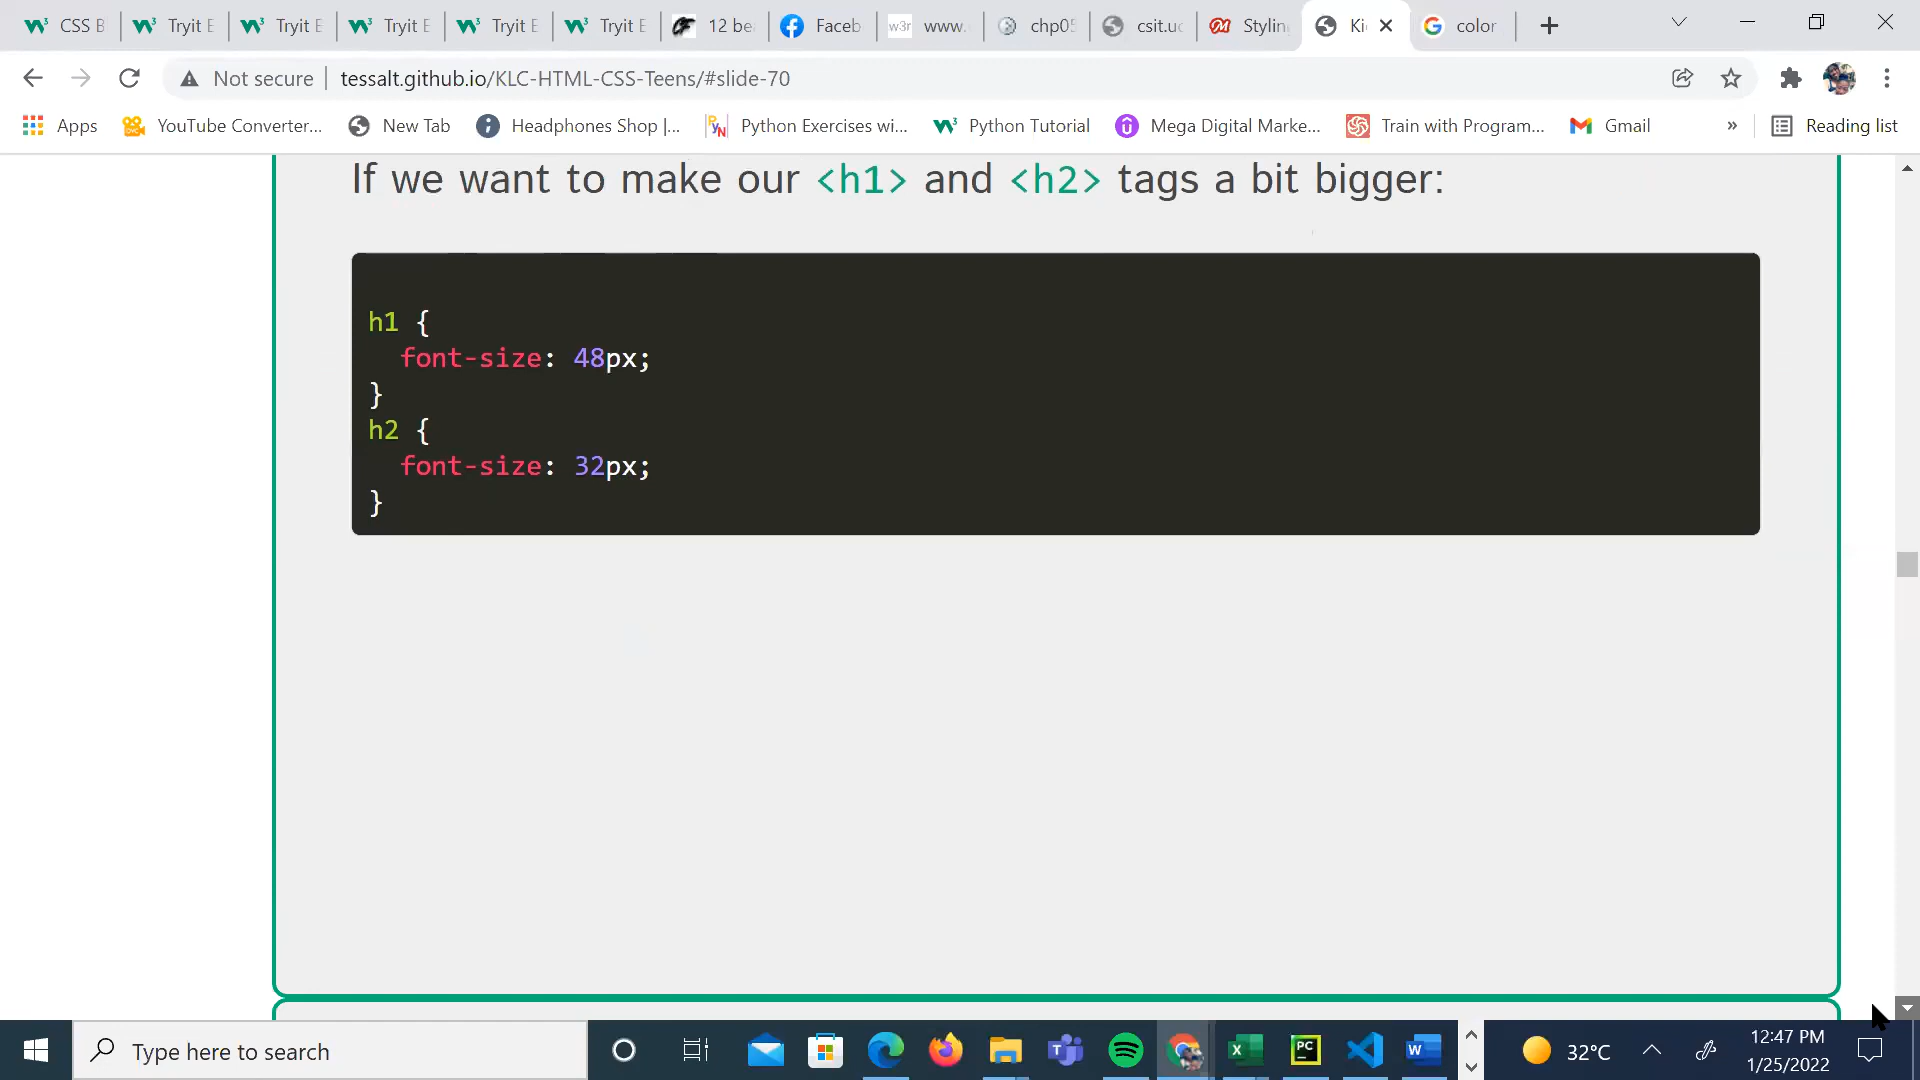 CSS B
Tryit E
Tryit E
Tryit E
Tryit E
Tryit E
12 be
Faceb
w3r www.
chp05
csit.uc
Styling
Ki
color
Not secure
tessalt.github.io/KLC-HTML-CSS-Teens/#slide-70
Apps
YouTube Converter...
New Tab
Headphones Shop |...
Python Exercises wi...
Python Tutorial
Mega Digital Marke...
Train with Program...
Gmail
»
Reading list
If we want to make our <h1> and <h2> tags a bit bigger:
h1 {
font-size: 48px;
}
h2 {
font-size: 32px;
}
Type here to search
32°C
12:47 PM
1/25/2022